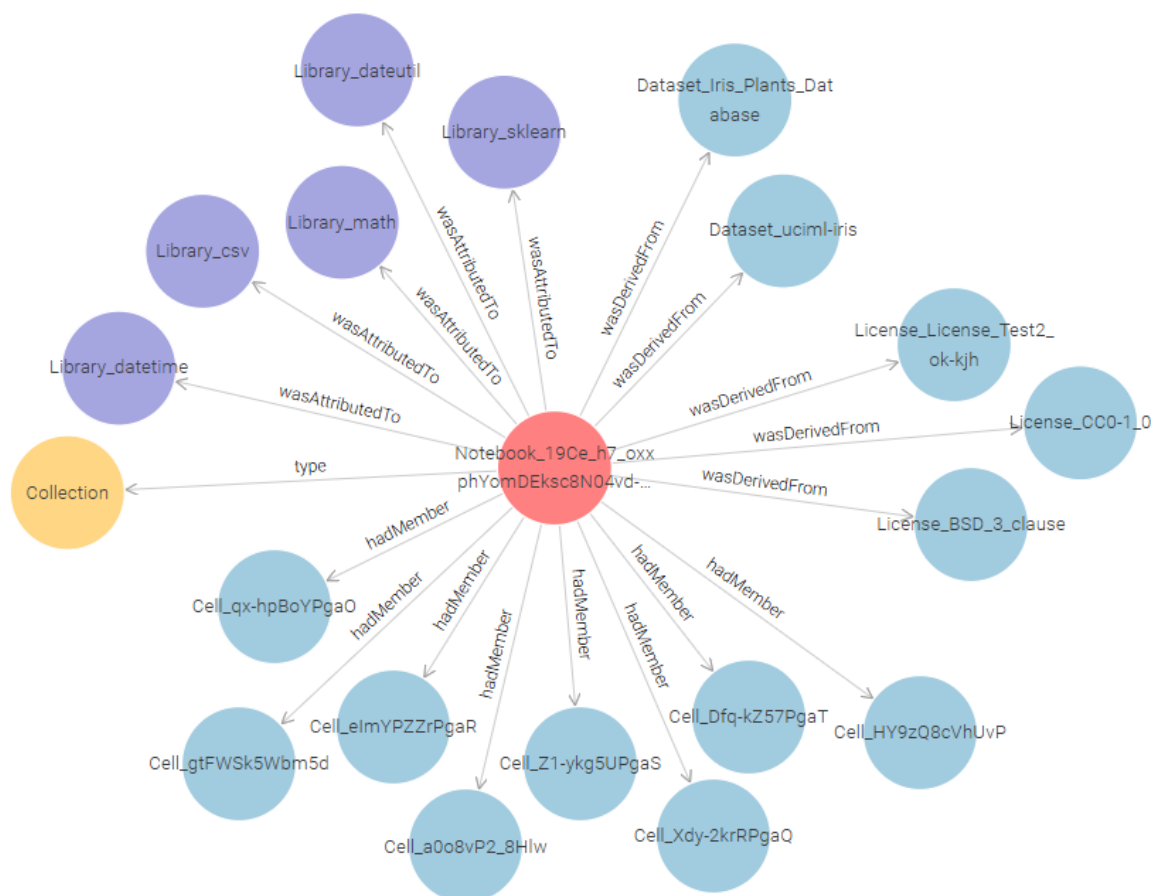 Library_dateutil
Library_sklearn
Dataset_Iris_Plants_Dat
abase
Library_math
Library_csv
Dataset_uciml-iris
Library_datetime
License_License_Test2_
ok-kjh
License_CC0-1_0
License_BSD_3_clause
wasAttributedTo
wasAttributedTo
wasAttributedTo
wasAttributedTo
wasAttributedTo
wasDerivedFrom
wasDerivedFrom
wasDerivedFrom
wasDerivedFrom
wasDerivedFrom
Notebook_19Ce_h7_oxx
phYomDEksc8N04vd-...
type
Collection
hadMember
hadMember
hadMember
hadMember
hadMember
hadMember
hadMember
hadMember
Cell_qx-hpBoYPgaO
Cell_gtFWSk5Wbm5d
Cell_eImYPZZrPgaR
Cell_a0o8vP2_8HIw
Cell_Z1-ykg5UPgaS
Cell_Xdy-2krRPgaQ
Cell_Dfq-kZ57PgaT
Cell_HY9zQ8cVhUvP